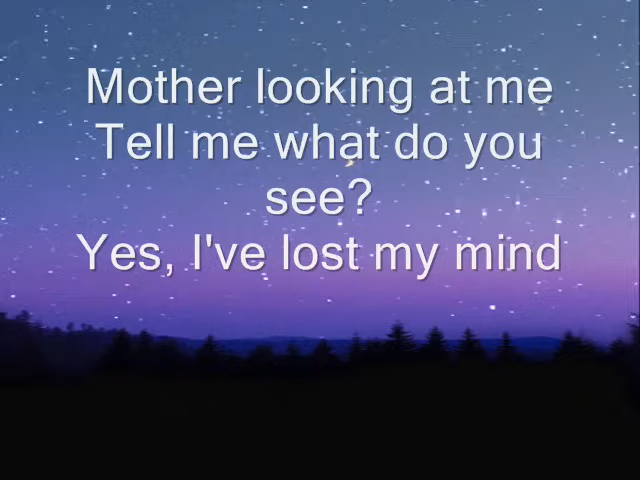 Mother looking at me
Tell me what do you
see?
Yes, I've lost my mind